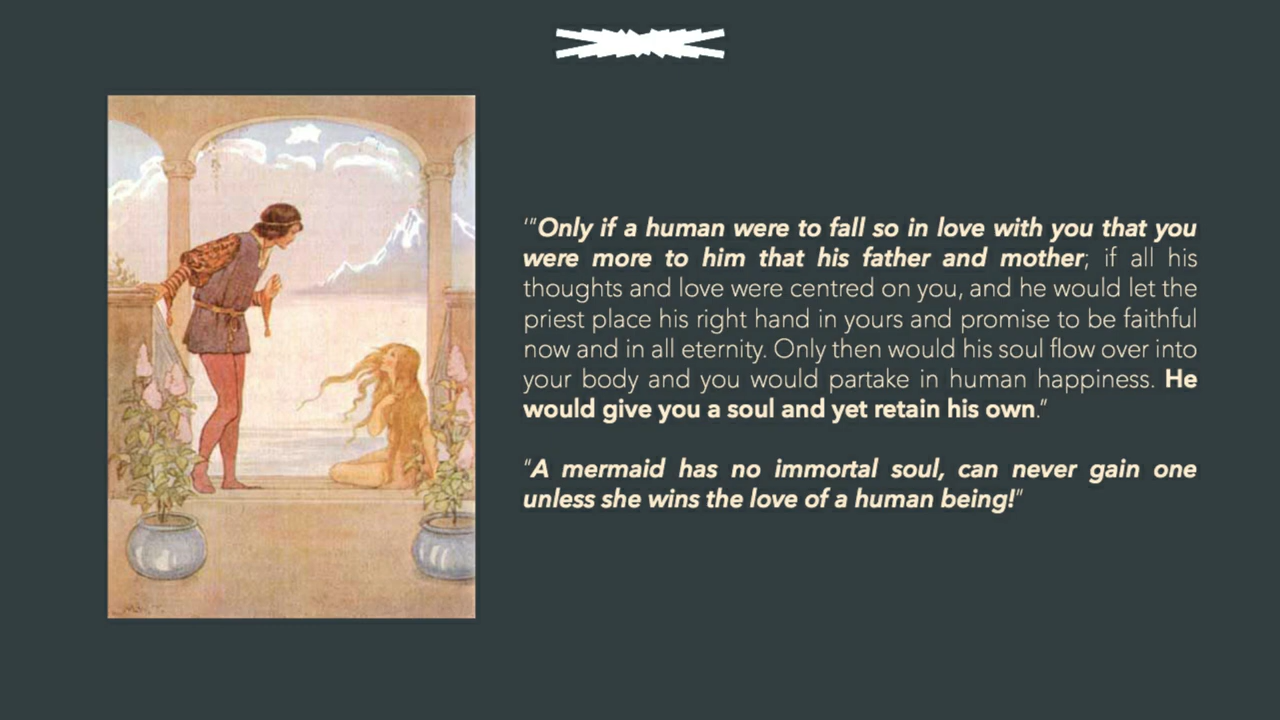 '"Only if a human were to fall so in love with you that you
were more to him that his father and mother; if all his
thoughts and love were centred on you, and he would let the
priest place his right hand in yours and promise to be faithful
now and in all eternity. Only then would his soul flow over into
your body and you would partake in human happiness. He
would give you a soul and yet retain his own."
"A mermaid has no immortal soul, can never gain one
unless she wins the love of a human being!"